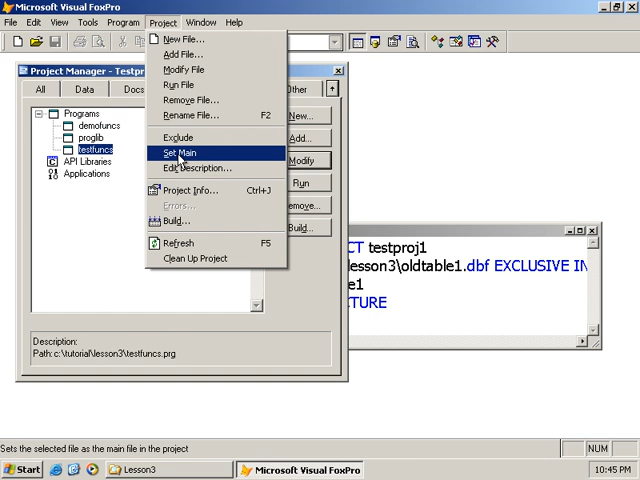 Microsoft Visual FoxPro
File Edit View Tools Program Project Window Help
New File...
Add File...
Modify File
Run File
Remove File...
Rename File... F2
Exclude
Set Main
Edit Description...
Project Info... Ctrl+J
Errors...
Build...
Refresh F5
Clean Up Project
Project Manager - Testpr
All Data Docs Other
Programs
demofuncs
proglib
testfuncs
API Libraries
Applications
New...
Add...
Modify
Run
emove...
Build...
CT testproj1
lesson3\oldtable1.dbf EXCLUSIVE IN
e1
TURE
Description:
Path: c:\tutorial\lesson3\testfuncs.prg
Sets the selected file as the main file in the project
NUM
Start Lesson3 Microsoft Visual FoxPro 10:45 PM